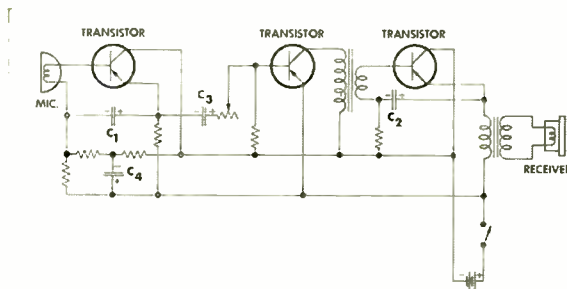 TRANSISTOR
TRANSISTOR
TRANSISTOR
MIC.
C3
C1
C2
C4
RECEIVER